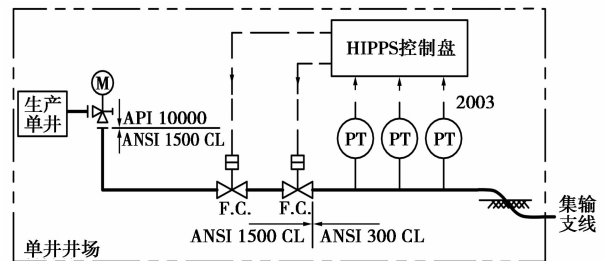 HIPPS控制盘
生产
单井
M
API 10000
ANSI 1500 CL
2003
PT PT PT
F.C. F.C.
ANSI 1500 CL ANSI 300 CL
集输
支线
单井井场